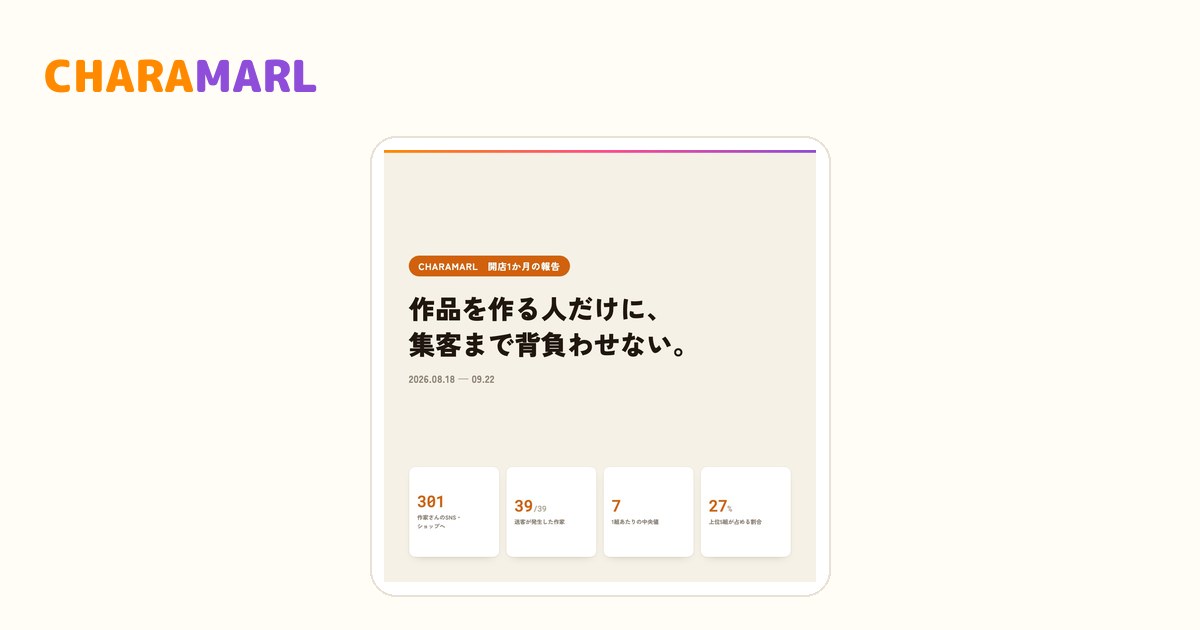 CHARAMARL
CHARAMARL 開店1か月の報告
作品を作る人だけに、
集客まで背負わせない。
2026.08.18 — 09.22
301
作家さんのSNS・
ショップへ
39/39
送客が発生した作家
7
1組あたりの中央値
27%
上位5組が占める割合